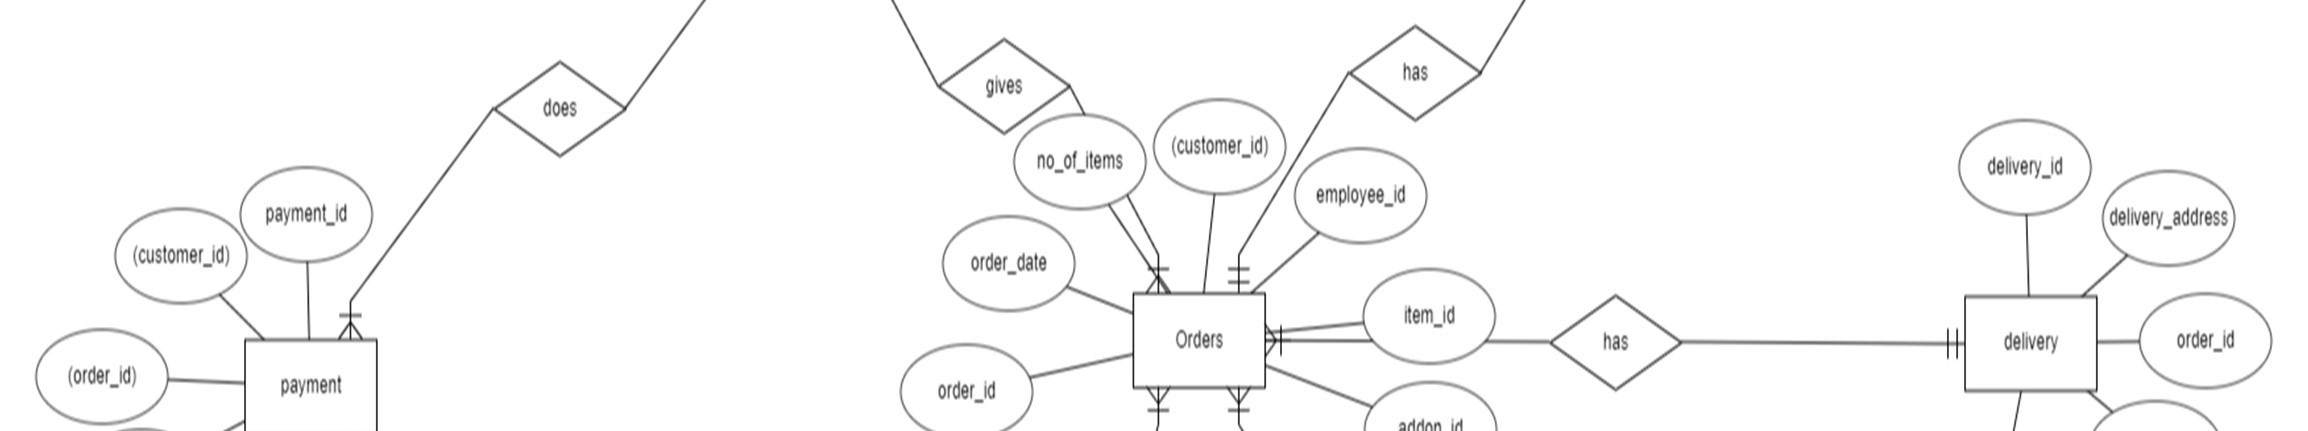 has
gives
does
(customer_id)
no_of_items
delivery_id
employee_id
payment_id
delivery_address
(customer_id)
order_date
item_id
Orders
has
delivery
order_id
(order_id)
payment
order_id
addon_id